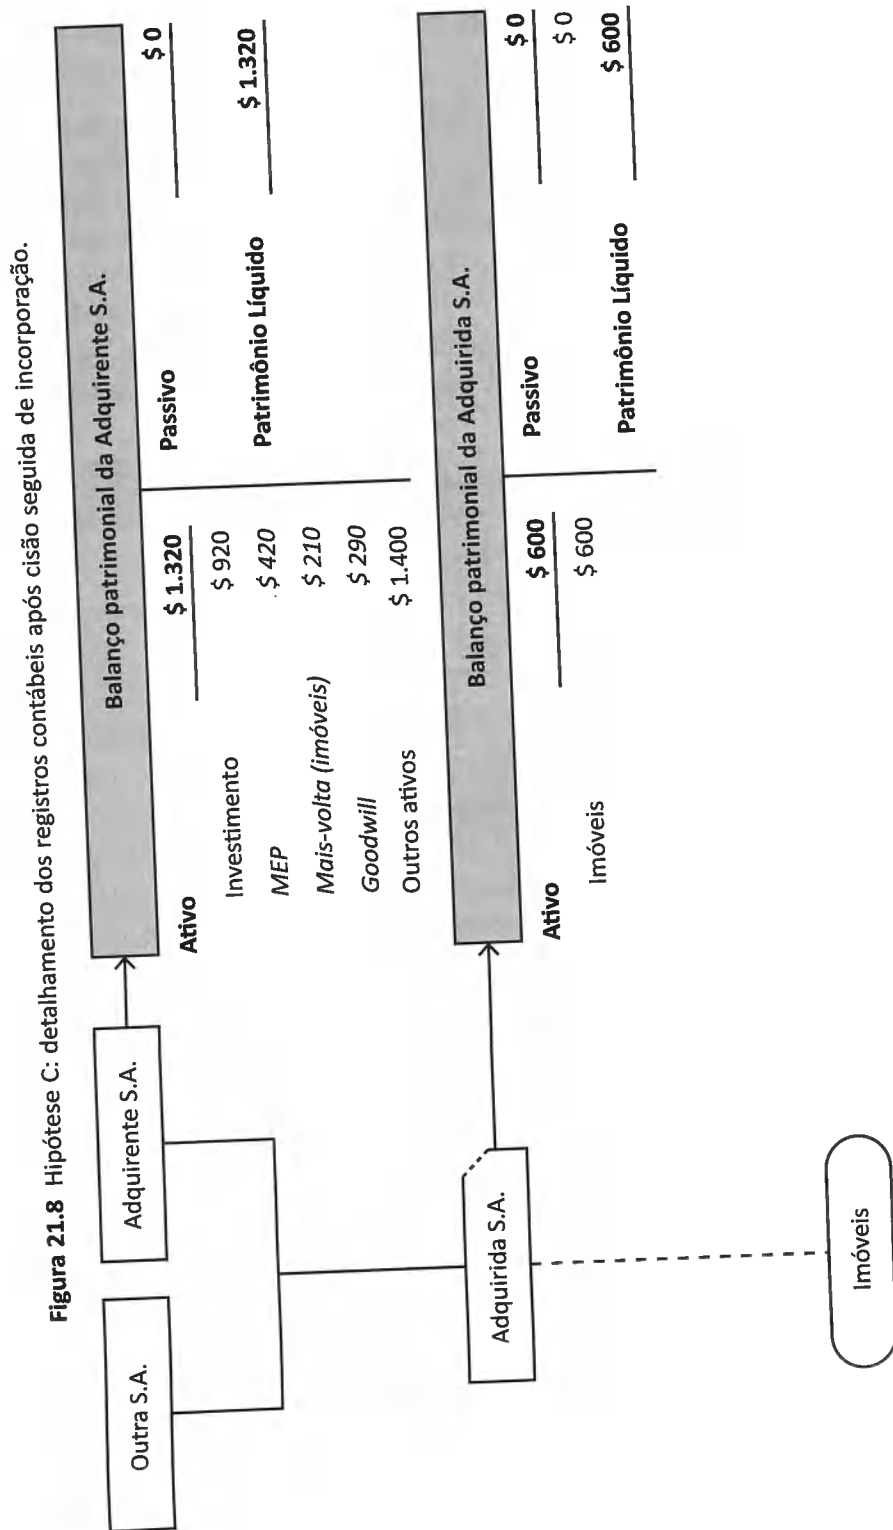 Figura 21.8 Hipótese C: detalhamento dos registros contábeis após cisão seguida de incorporação.
Outra S.A.
Adquirente S.A.
Balanço patrimonial da Adquirente S.A.
Ativo $ 1.320
Investimento $ 920
MEP . $ 420
Mais-volta (imóveis) $ 210
Goodwill $ 290
Outros ativos $ 1.400
Passivo $ 0
Patrimônio Líquido $ 1.320
Adquirida S.A.
Balanço patrimonial da Adquirida S.A.
Ativo $ 600
Imóveis $ 600
Passivo $ 0
$ 0
Patrimônio Líquido $ 600
Imóveis